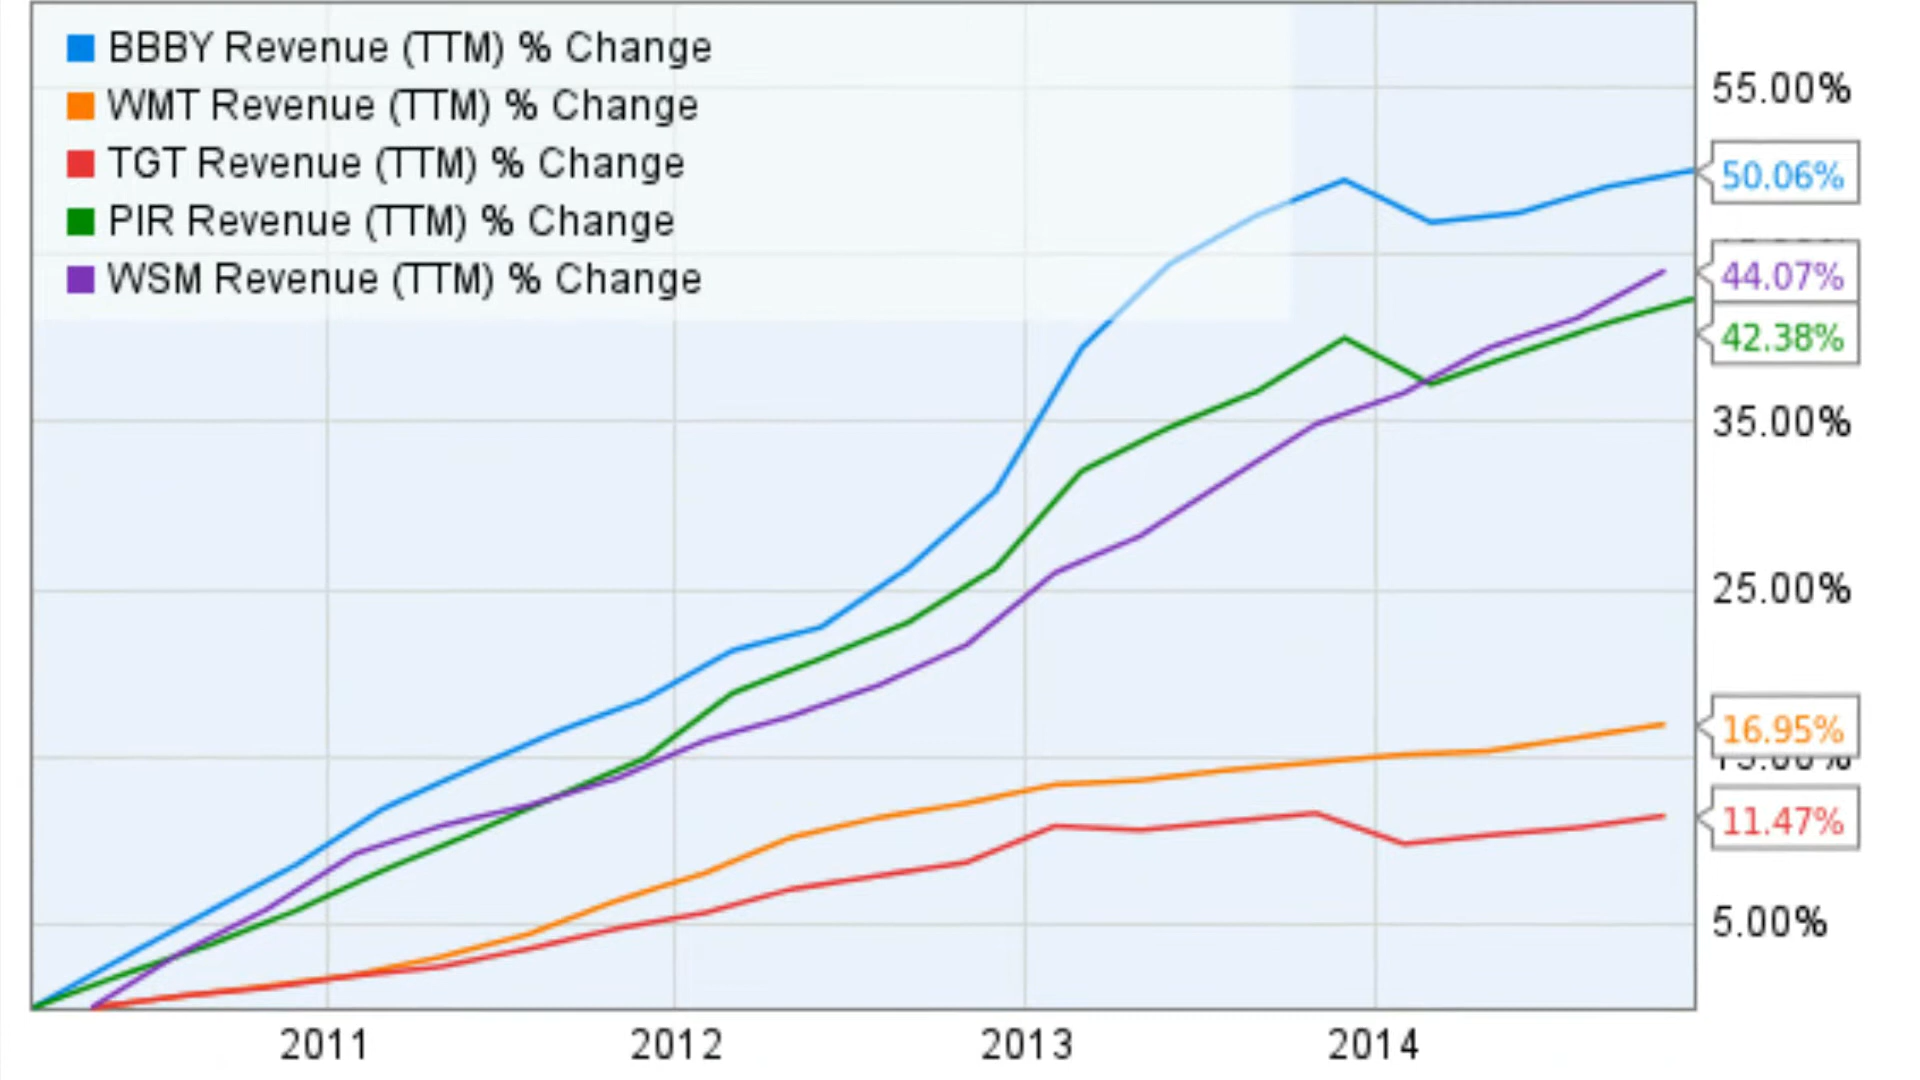 BBBY Revenue (TTM) % Change
WMT Revenue (TTM) % Change
TGT Revenue (TTM) % Change
PIR Revenue (TTM) % Change
WSM Revenue (TTM) % Change
55.00%
50.06%
44.07%
42.38%
35.00%
25.00%
16.95%
11.47%
5.00%
2011
2012
2013
2014